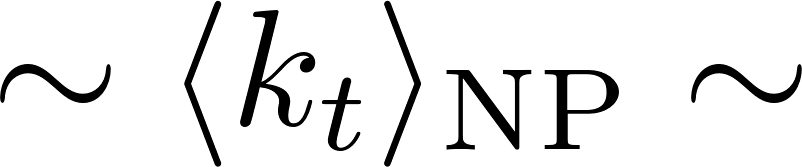 ∼ ⟨k_t⟩_NP ∼